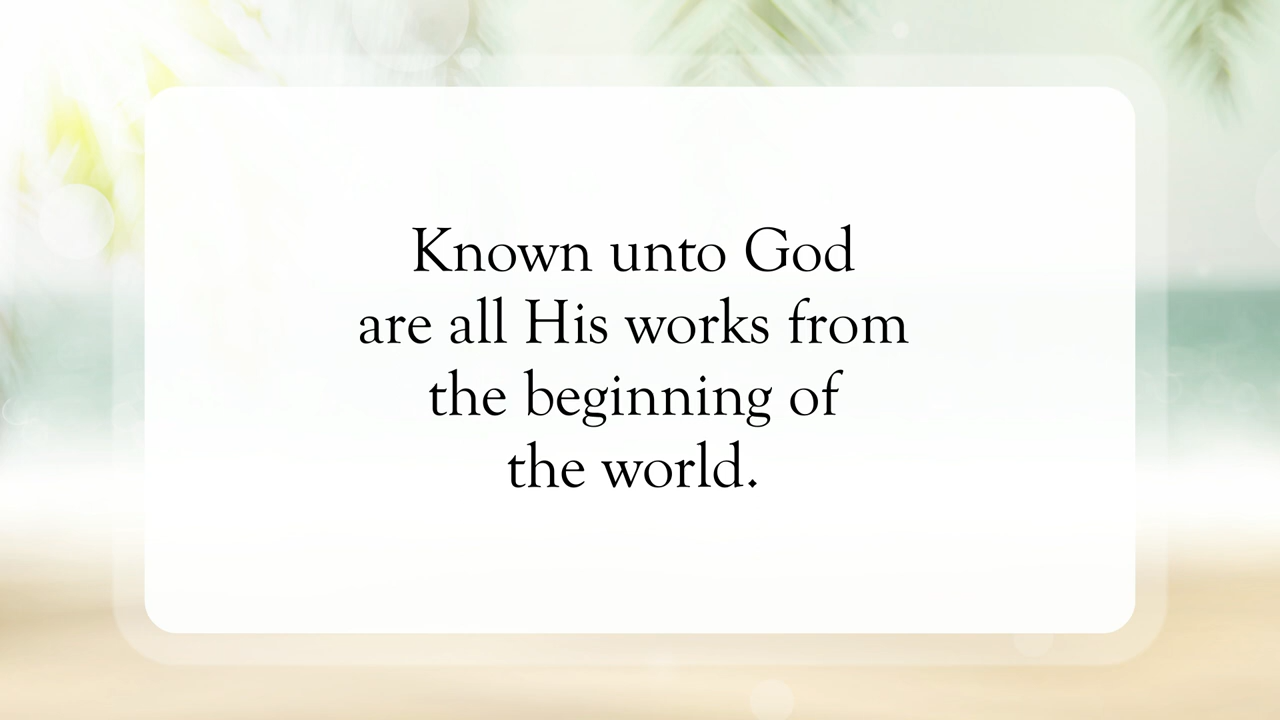 Known unto God
are all His works from
the beginning of
the world.